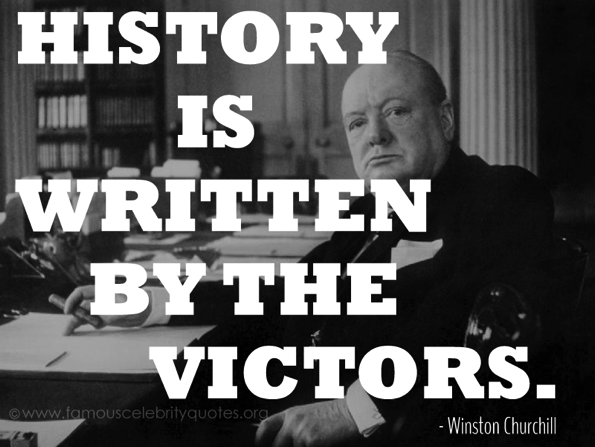 HISTORY
IS
WRITTEN
BY THE
VICTORS.
©www.famouscelebrityquotes.org
- Winston Churchill